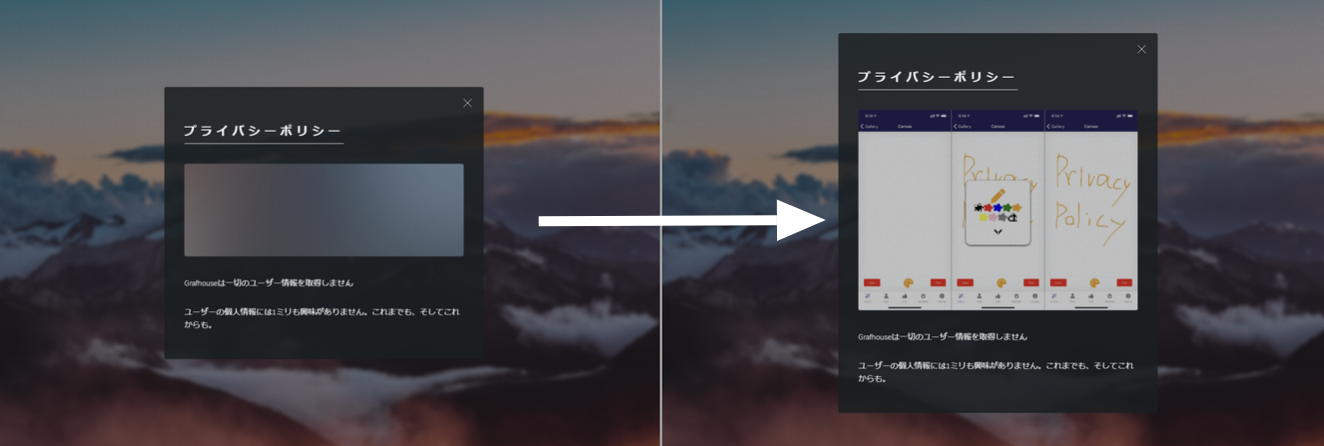 プライバシーポリシー
Grafhouseは一切のユーザー情報を取得しません
ユーザーの個人情報には1ミリも興味がありません。これまでも、そしてこれ
からも。
プライバシーポリシー
Gallery
Canvas
Gallery
Canvas
Gallery
Canvas
Privacy
Privacy
Policy
Grafhouseは一切のユーザー情報を取得しません
ユーザーの個人情報には1ミリも興味がありません。これまでも、そしてこれ
からも。